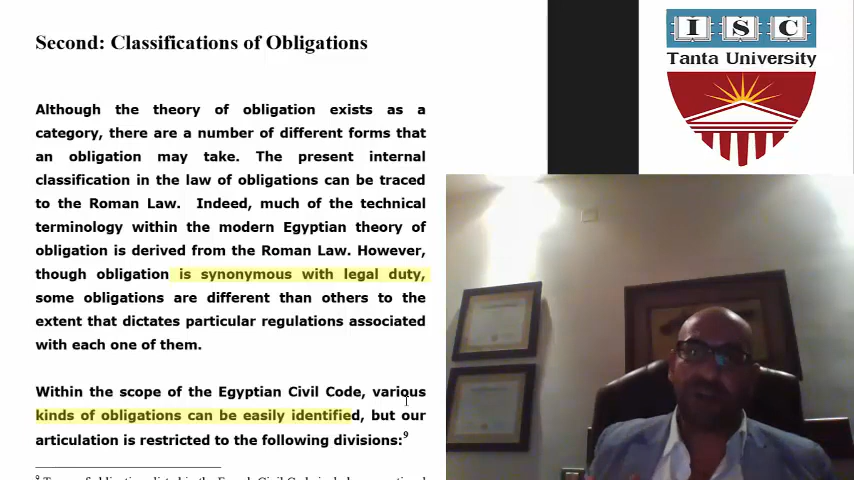 Second: Classifications of Obligations
Although the theory of obligation exists as a
category, there are a number of different forms that
an obligation may take. The present internal
classification in the law of obligations can be traced
to the Roman Law. Indeed, much of the technical
terminology within the modern Egyptian theory of
obligation is derived from the Roman Law. However,
though obligation is synonymous with legal duty,
some obligations are different than others to the
extent that dictates particular regulations associated
with each one of them.
Within the scope of the Egyptian Civil Code, various
kinds of obligations can be easily identified, but our
articulation is restricted to the following divisions:9
I S C
Tanta University